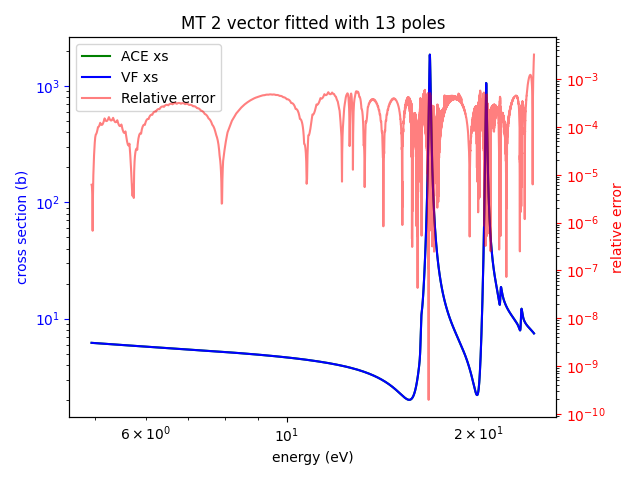 MT 2 vector fitted with 13 poles
ACE xs
VF xs
Relative error
cross section (b)
10³
10²
10¹
relative error
10⁻³
10⁻⁴
10⁻⁵
10⁻⁶
10⁻⁷
10⁻⁸
10⁻⁹
10⁻¹⁰
6 × 10⁰
10¹
2 × 10¹
energy (eV)